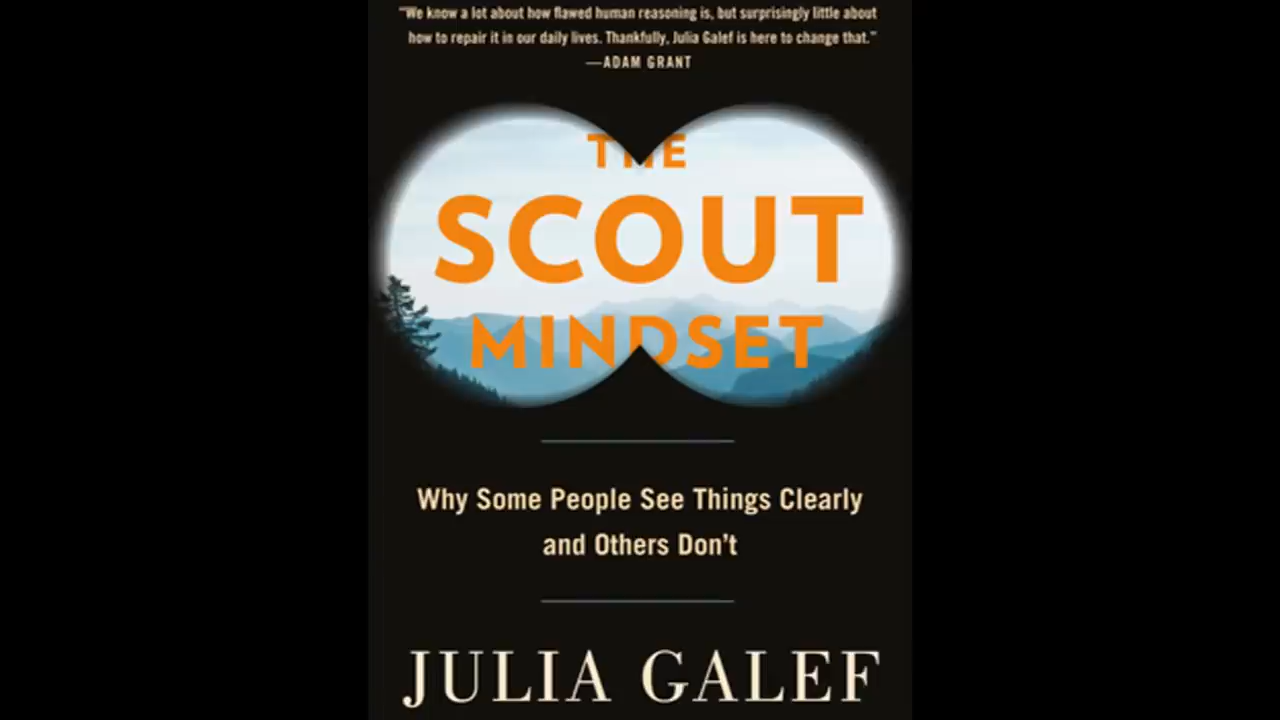 "We know a lot about how flawed human reasoning is, but surprisingly little about
how to repair it in our daily lives. Thankfully, Julia Galef is here to change that."
—ADAM GRANT
THE
SCOUT
MINDSET
Why Some People See Things Clearly
and Others Don't
JULIA GALEF